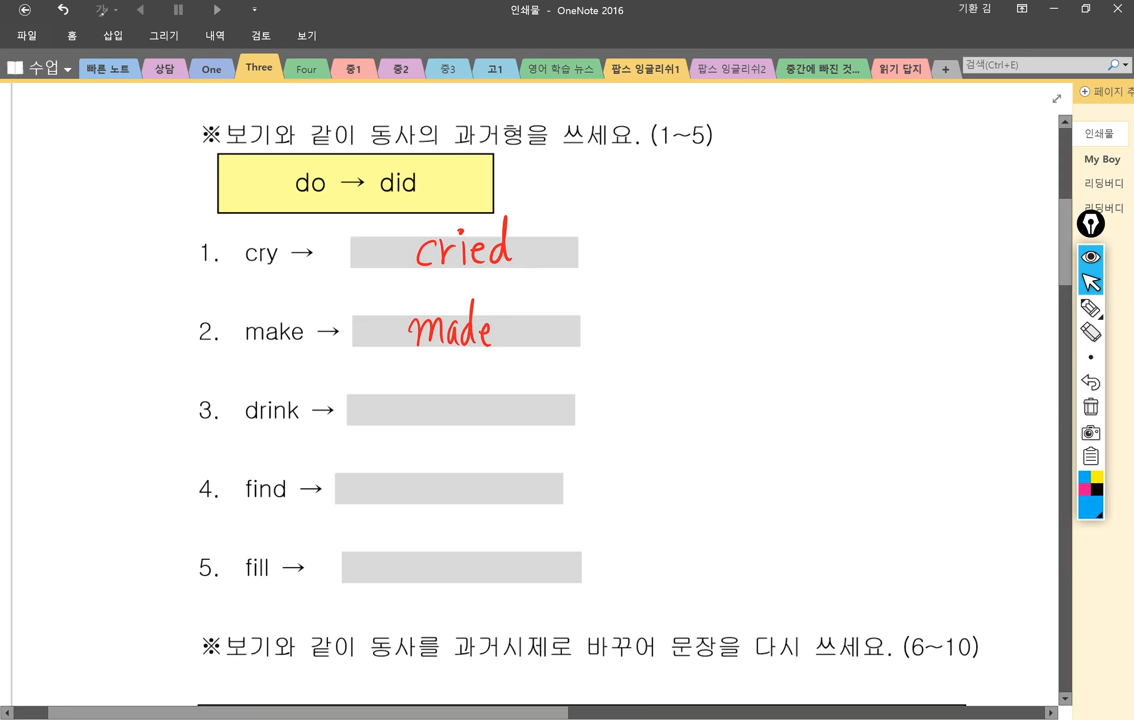 인쇄물 - OneNote 2016
기환 김
파일 홈 삽입 그리기 내역 검토 보기
수업 빠른 노트 상담 One Three Four 중1 중2 중3 고1 영어 학습 뉴스 팝스 잉글리쉬1 팝스 잉글리쉬2 중간에 빠진 것... 읽기 답지 + 검색(Ctrl+E)
페이지 추
인쇄물
My Boy
리딩버디
리딩버디
※보기와 같이 동사의 과거형을 쓰세요. (1~5)
do → did
1. cry → cried
2. make → made
3. drink →
4. find →
5. fill →
※보기와 같이 동사를 과거시제로 바꾸어 문장을 다시 쓰세요. (6~10)